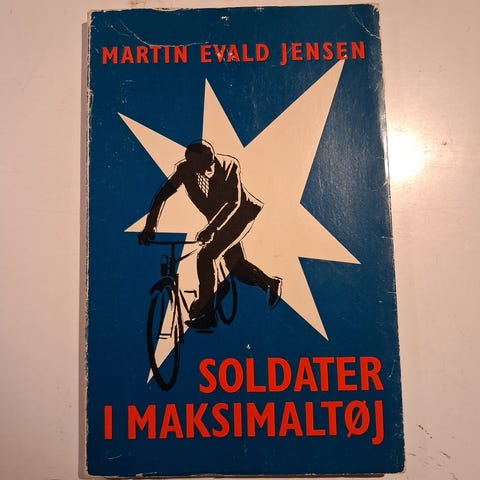 MARTIN EVALD JENSEN
SOLDATER
I MAKSIMALTØJ